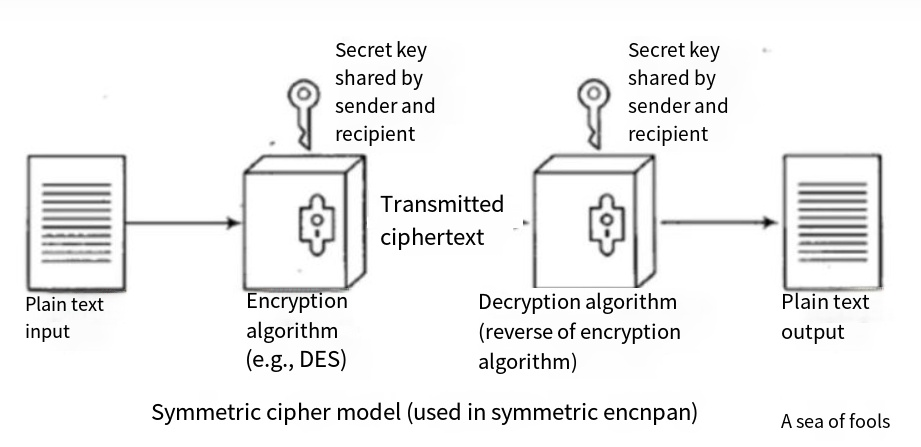 Secret key
shared by
sender and
recipient
Secret key
shared by
sender and
recipient
Transmitted
ciphertext
Plain text
input
Encryption
algorithm
(e.g., DES)
Decryption algorithm
(reverse of encryption
algorithm)
Plain text
output
Symmetric cipher model (used in symmetric encnpan)
A sea of fools